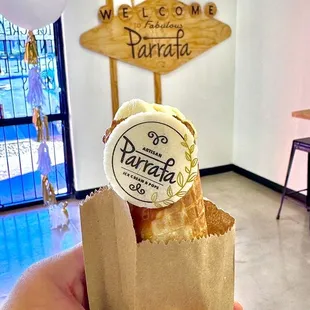 WELCOME
TO Fabulous
Parrafa
ARTISAN
Parrafa
ICE CREAM & POPS